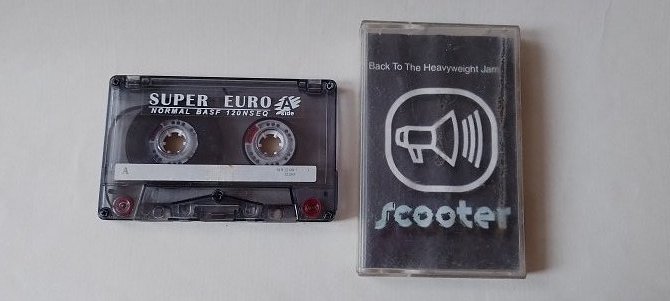 SUPER EURO A
NORMAL BASF 120NSEQ side
A
Back To The Heavyweight Jam
scooter